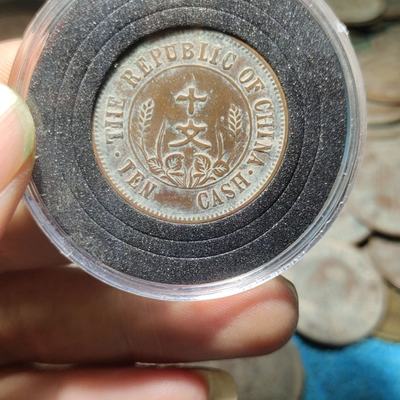 · THE REPUBLIC OF CHINA ·
十
文
TEN CASH